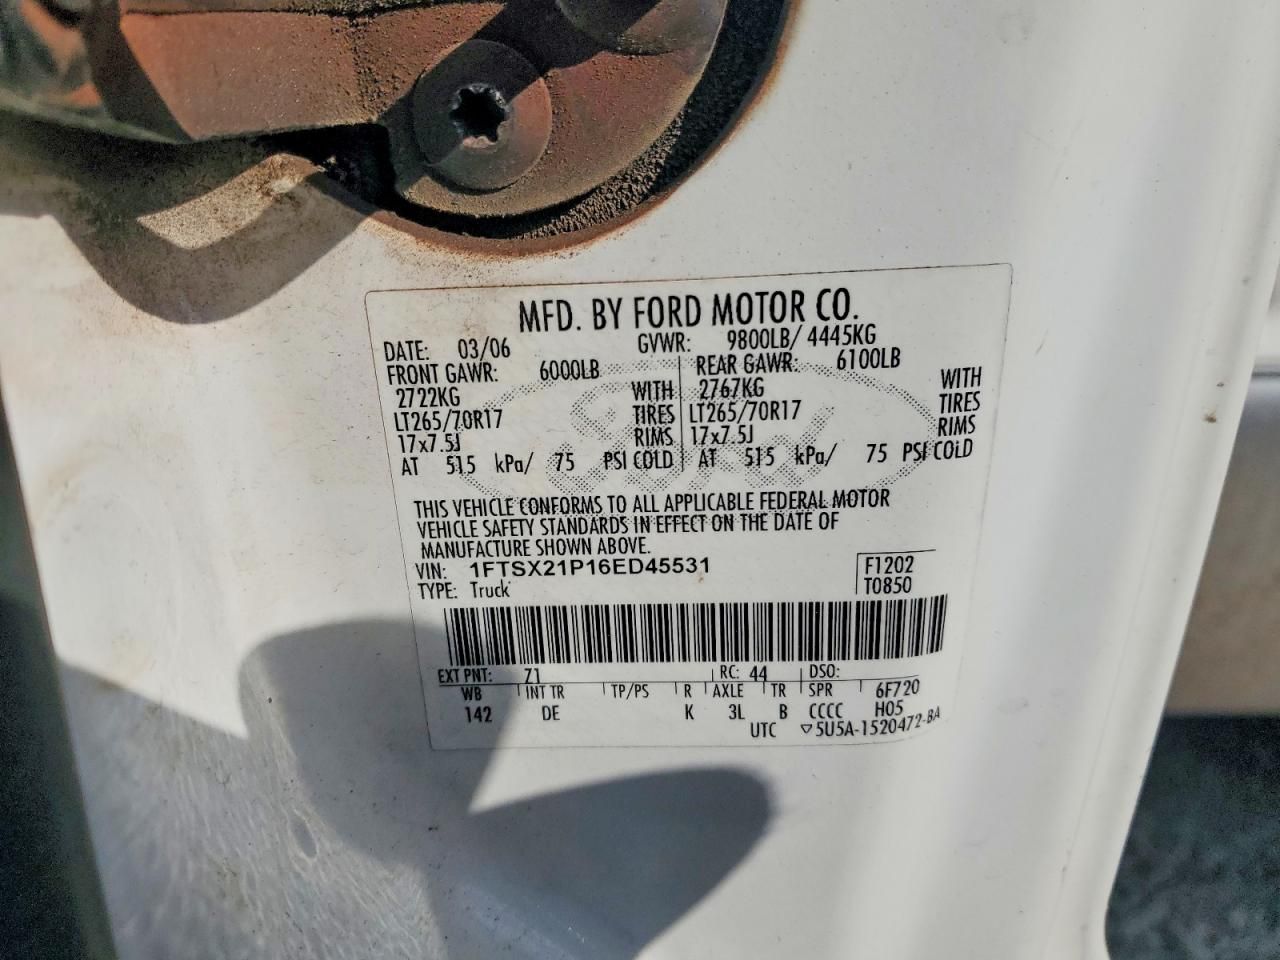 MFD. BY FORD MOTOR CO.
DATE: 03/06 GVWR: 9800LB/ 4445KG
FRONT GAWR: 6000LB REAR GAWR: 6100LB
2722KG WITH 2767KG WITH
LT265/70R17 TIRES LT265/70R17 TIRES
17x7.5J RIMS 17x7.5J RIMS
AT 515 kPa/ 75 PSI COLD AT 515 kPa/ 75 PSI COLD
Ford
THIS VEHICLE CONFORMS TO ALL APPLICABLE FEDERAL MOTOR
VEHICLE SAFETY STANDARDS IN EFFECT ON THE DATE OF
MANUFACTURE SHOWN ABOVE.
VIN: 1FTSX21P16ED45531 F1202
TYPE: Truck T0850
EXT PNT: Z1 RC: 44 DSO:
WB INT TR TP/PS R AXLE TR SPR 6F720
142 DE K 3L B CCCC H05
UTC ▽5U5A-1520472-BA